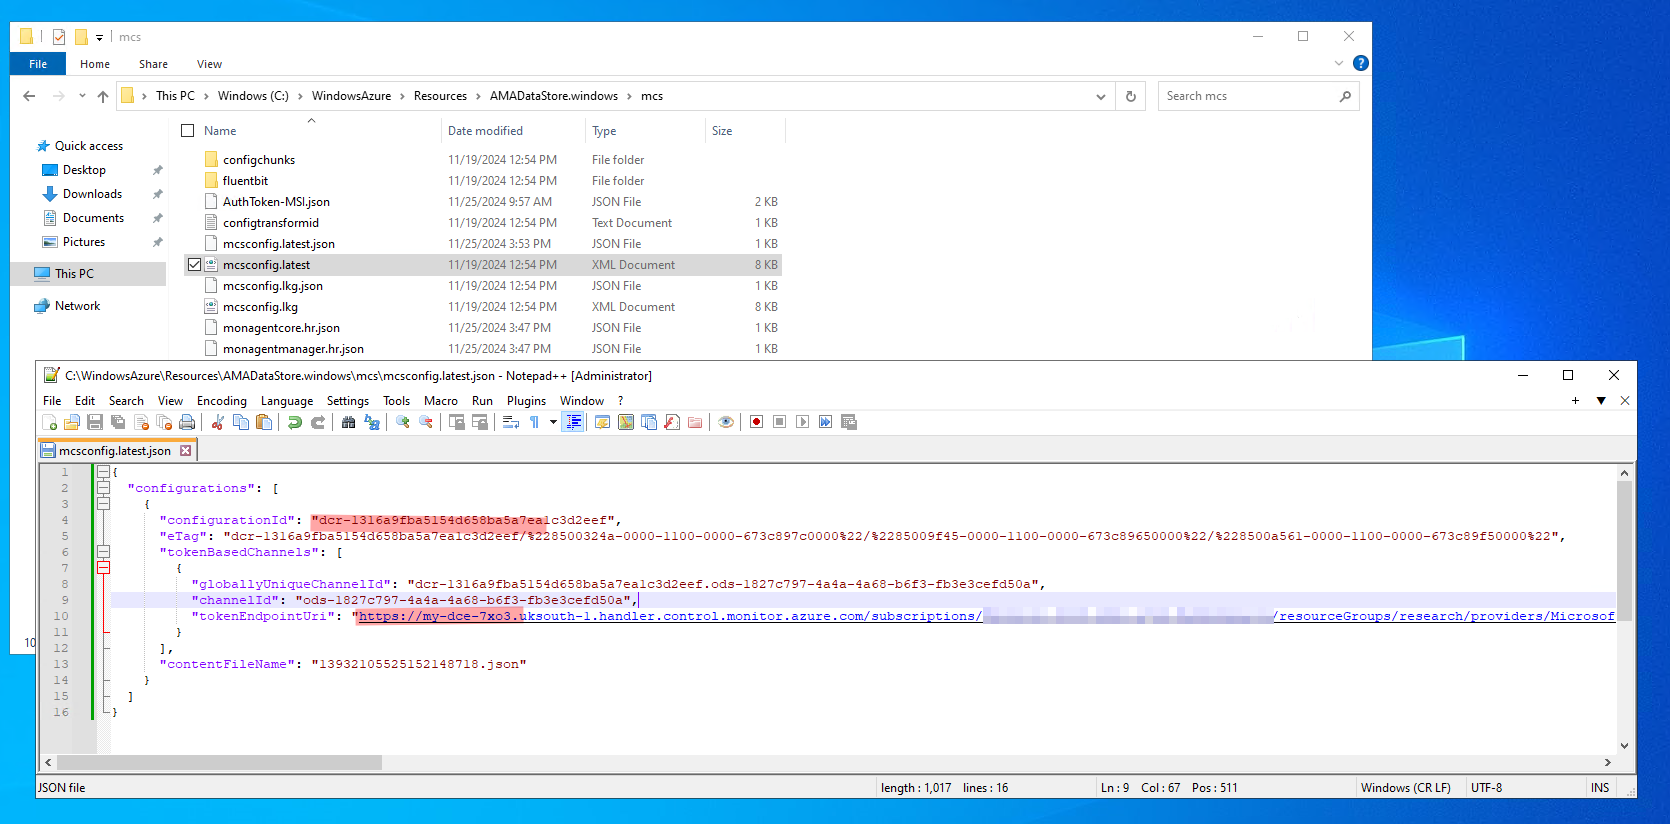 mcs
File Home Share View
This PC Windows (C:) WindowsAzure Resources AMADataStore.windows mcs
Search mcs
Name Date modified Type Size
Quick access
Desktop
Downloads
Documents
Pictures
This PC
Network
configchunks 11/19/2024 12:54 PM File folder
fluentbit 11/19/2024 12:54 PM File folder
AuthToken-MSI.json 11/25/2024 9:57 AM JSON File 2 KB
configtransformid 11/19/2024 12:54 PM Text Document 1 KB
mcsconfig.latest.json 11/25/2024 3:53 PM JSON File 1 KB
mcsconfig.latest 11/19/2024 12:54 PM XML Document 8 KB
mcsconfig.lkg.json 11/19/2024 12:54 PM JSON File 1 KB
mcsconfig.lkg 11/19/2024 12:54 PM XML Document 8 KB
monagentcore.hr.json 11/25/2024 3:47 PM JSON File 1 KB
monagentmanager.hr.json 11/25/2024 3:47 PM JSON File 1 KB
10
C:\WindowsAzure\Resources\AMADataStore.windows\mcs\mcsconfig.latest.json - Notepad++ [Administrator]
File Edit Search View Encoding Language Settings Tools Macro Run Plugins Window ?
mcsconfig.latest.json
1 {
2 "configurations": [
3 {
4 "configurationId": "dcr-1316a9fba5154d658ba5a7ea1c3d2eef",
5 "eTag": "dcr-1316a9fba5154d658ba5a7ea1c3d2eef/%228500324a-0000-1100-0000-673c897c0000%22/%2285009f45-0000-1100-0000-673c89650000%22/%228500a561-0000-1100-0000-673c89f50000%22",
6 "tokenBasedChannels": [
7 {
8 "globallyUniqueChannelId": "dcr-1316a9fba5154d658ba5a7ea1c3d2eef.ods-1827c797-4a4a-4a68-b6f3-fb3e3cefd50a",
9 "channelId": "ods-1827c797-4a4a-4a68-b6f3-fb3e3cefd50a",
10 "tokenEndpointUri": "https://my-dce-7xo3.uksouth-1.handler.control.monitor.azure.com/subscriptions/ /resourceGroups/research/providers/Microsof
11 }
12 ],
13 "contentFileName": "13932105525152148718.json"
14 }
15 ]
16 }
JSON file length : 1,017 lines : 16 Ln : 9 Col : 67 Pos : 511 Windows (CR LF) UTF-8 INS